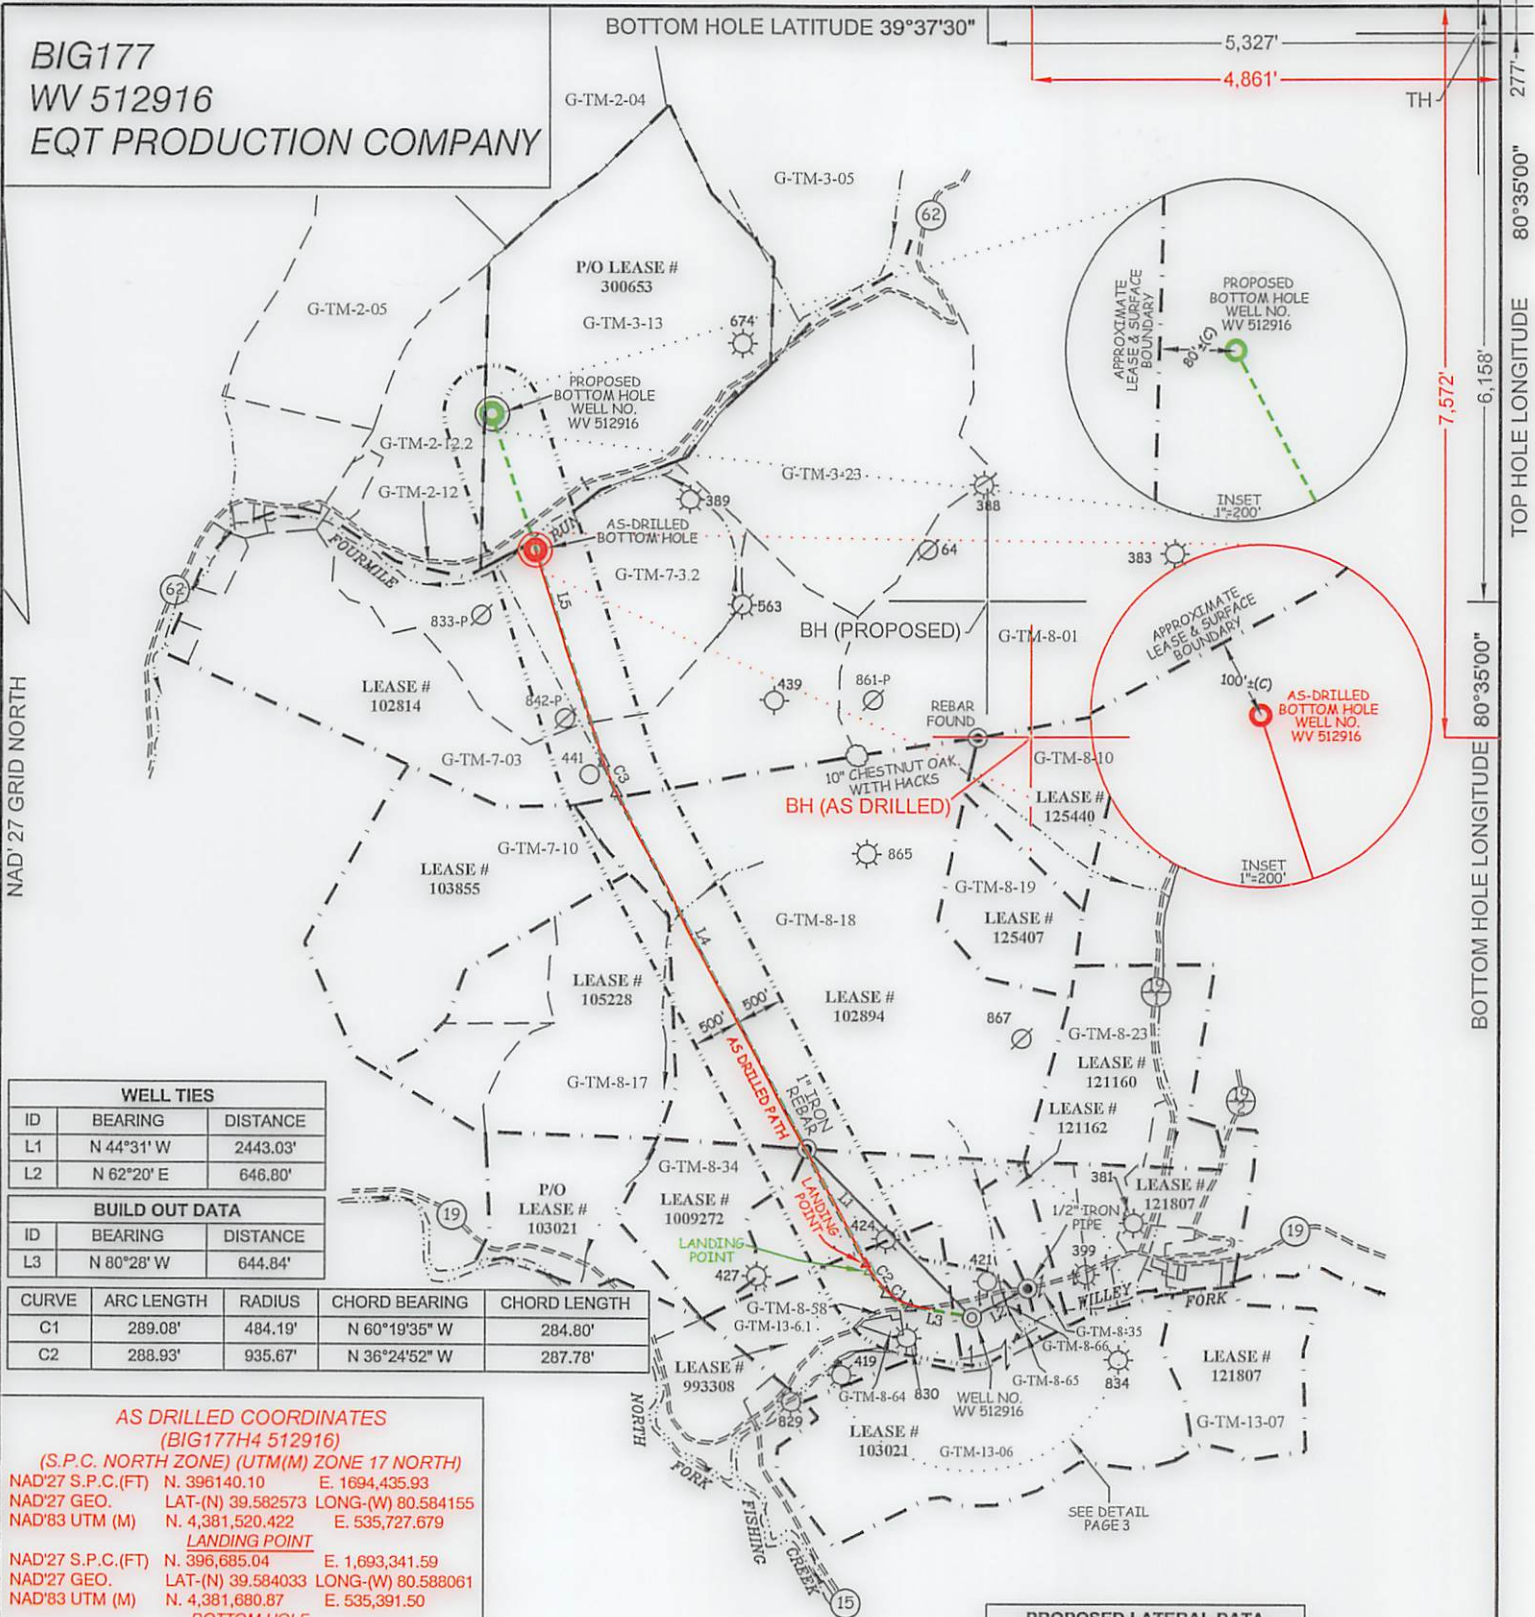 BIG177
WV 512916
EQT PRODUCTION COMPANY
BOTTOM HOLE LATITUDE 39°37'30"
5,327'
4,861'
TH
277'
TOP HOLE LONGITUDE 80°35'00"
7,572'
6,158'
BOTTOM HOLE LONGITUDE 80°35'00"
NAD' 27 GRID NORTH
G-TM-2-04
G-TM-3-05
62
G-TM-2-05
P/O LEASE #
300653
G-TM-3-13
674
PROPOSED
BOTTOM HOLE
WELL NO.
WV 512916
APPROXIMATE
LEASE & SURFACE
BOUNDARY
80' ±(C)
PROPOSED
BOTTOM HOLE
WELL NO.
WV 512916
INSET
1"=200'
G-TM-2-12.2
G-TM-2-12
G-TM-3-23
389
388
FOURMILE
RUN
AS-DRILLED
BOTTOM HOLE
G-TM-7-3.2
64
383
62
833-P
L5
563
BH (PROPOSED)
G-TM-8-01
APPROXIMATE
LEASE & SURFACE
BOUNDARY
100' ±(C)
AS-DRILLED
BOTTOM HOLE
WELL NO.
WV 512916
INSET
1"=200'
LEASE #
102814
842-P
439
861-P
REBAR
FOUND
G-TM-7-03
441
C3
10" CHESTNUT OAK
WITH HACKS
G-TM-8-10
BH (AS DRILLED)
LEASE #
125440
G-TM-7-10
865
LEASE #
103855
G-TM-8-19
G-TM-8-18
LEASE #
125407
L4
LEASE #
105228
LEASE #
102894
500'
500'
19
2
867
G-TM-8-23
AS DRILLED PATH
LEASE #
121160
G-TM-8-17
1" IRON
REBAR
LEASE #
121162
19
2
WELL TIES
ID BEARING DISTANCE
L1 N 44°31' W 2443.03'
L2 N 62°20' E 646.80'
BUILD OUT DATA
ID BEARING DISTANCE
L3 N 80°28' W 644.84'
CURVE ARC LENGTH RADIUS CHORD BEARING CHORD LENGTH
C1 289.08' 484.19' N 60°19'35" W 284.80'
C2 288.93' 935.67' N 36°24'52" W 287.78'
G-TM-8-34
P/O
LEASE #
103021
LEASE #
1009272
LANDING
POINT
L1
381
LEASE #
121807
1/2" IRON
PIPE
19
424
19
LANDING
POINT
399
421
427
C2
C1
G-TM-8-58
L3
L2
WILLEY
FORK
G-TM-13-6.1
G-TM-8-35
G-TM-8-66
LEASE #
993308
419
G-TM-8-65
834
LEASE #
121807
G-TM-8-64
830
WELL NO.
WV 512916
829
LEASE #
103021
G-TM-13-06
G-TM-13-07
NORTH
FORK
FISHING
CREEK
SEE DETAIL
PAGE 3
15
AS DRILLED COORDINATES
(BIG177H4 512916)
(S.P.C. NORTH ZONE) (UTM(M) ZONE 17 NORTH)
NAD'27 S.P.C.(FT) N. 396140.10 E. 1694,435.93
NAD'27 GEO. LAT-(N) 39.582573 LONG-(W) 80.584155
NAD'83 UTM (M) N. 4,381,520.422 E. 535,727.679
LANDING POINT
NAD'27 S.P.C.(FT) N. 396,685.04 E. 1,693,341.59
NAD'27 GEO. LAT-(N) 39.584033 LONG-(W) 80.588061
NAD'83 UTM (M) N. 4,381,680.87 E. 535,391.50
BOTTOM HOLE
PROPOSED LATERAL DATA